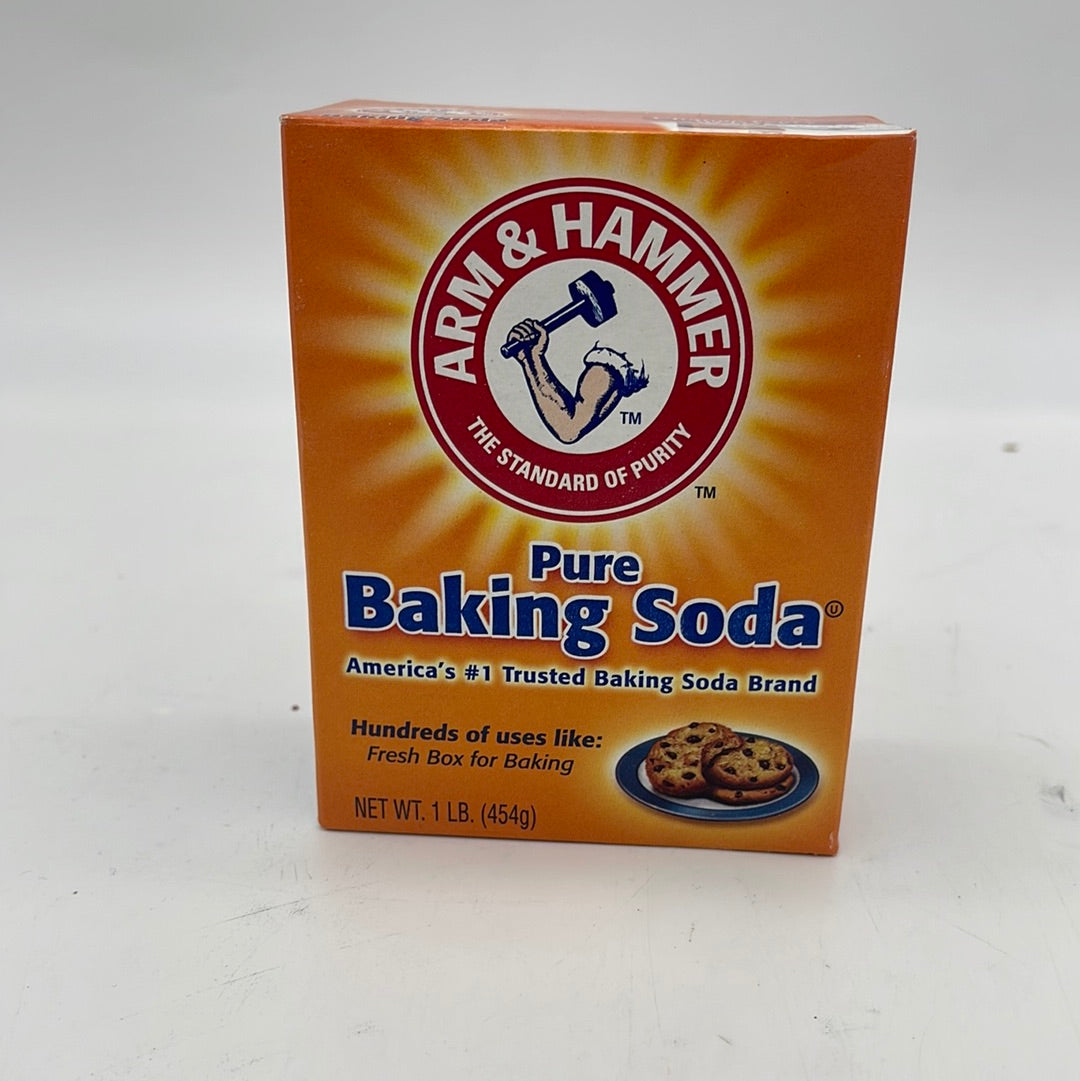 ARM & HAMMER
TM
THE STANDARD OF PURITY
TM
Pure
Baking Soda Ⓤ
America's #1 Trusted Baking Soda Brand
Hundreds of uses like:
Fresh Box for Baking
NET WT. 1 LB. (454g)